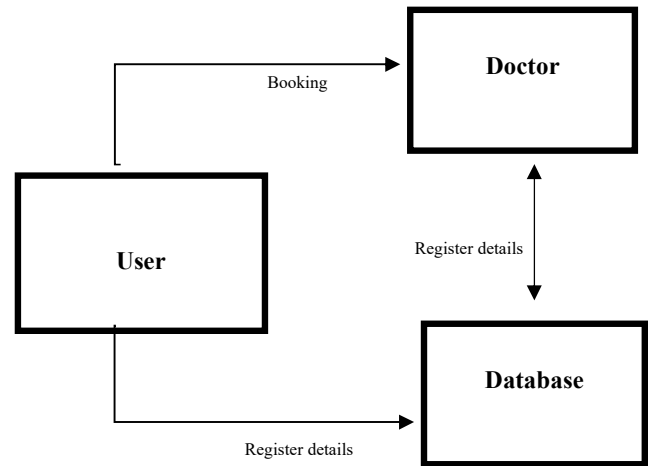 Doctor
Booking
User
Register details
Database
Register details